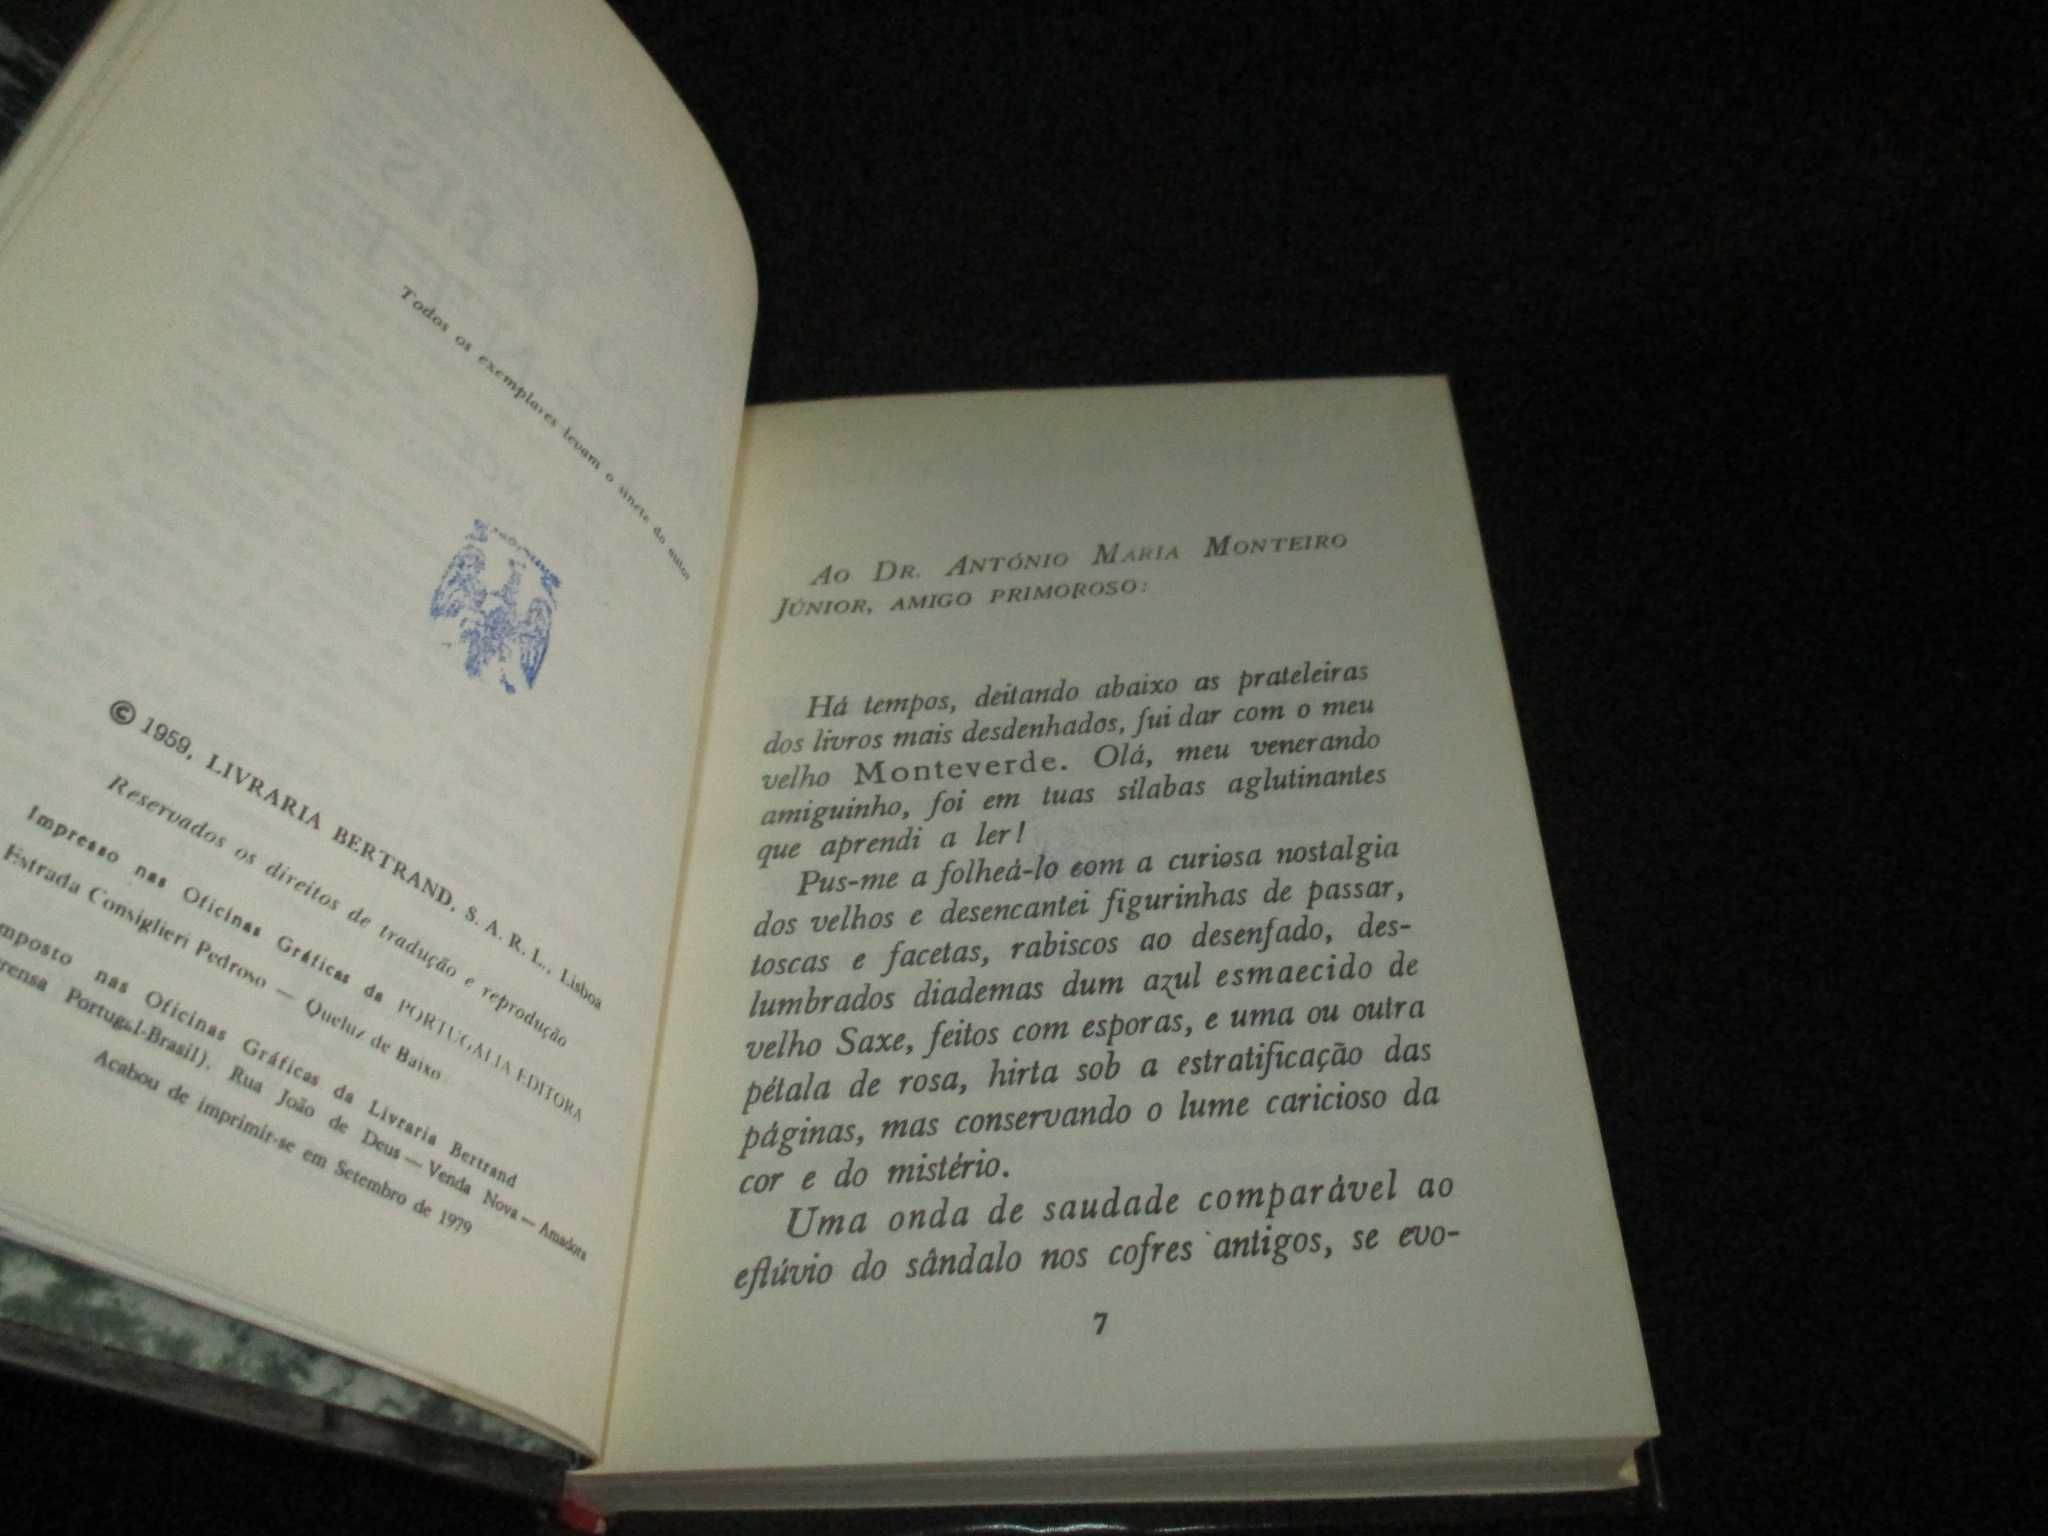 Todos os exemplares levam o sinete do autor
© 1959, LIVRARIA BERTRAND, S. A. R. L., Lisboa
Reservados os direitos de tradução e reprodução
Impresso nas Oficinas Gráficas da PORTUGÁLIA EDITORA
Estrada Consiglieri Pedroso — Queluz de Baixo
mposto nas Oficinas Gráficas da Livraria Bertrand
rensa Portugal-Brasil). Rua João de Deus — Venda Nova — Amadora
Acabou de imprimir-se em Setembro de 1979
AO DR. ANTÓNIO MARIA MONTEIRO
JÚNIOR, AMIGO PRIMOROSO:
Há tempos, deitando abaixo as prateleiras
dos livros mais desdenhados, fui dar com o meu
velho Monteverde. Olá, meu venerando
amiguinho, foi em tuas sílabas aglutinantes
que aprendi a ler!
Pus-me a folheá-lo com a curiosa nostalgia
dos velhos e desencantei figurinhas de passar,
toscas e facetas, rabiscos ao desenfado, des-
lumbrados diademas dum azul esmaecido de
velho Saxe, feitos com esporas, e uma ou outra
pétala de rosa, hirta sob a estratificação das
páginas, mas conservando o lume caricioso da
cor e do mistério.
Uma onda de saudade comparável ao
eflúvio do sândalo nos cofres antigos, se evo-
7